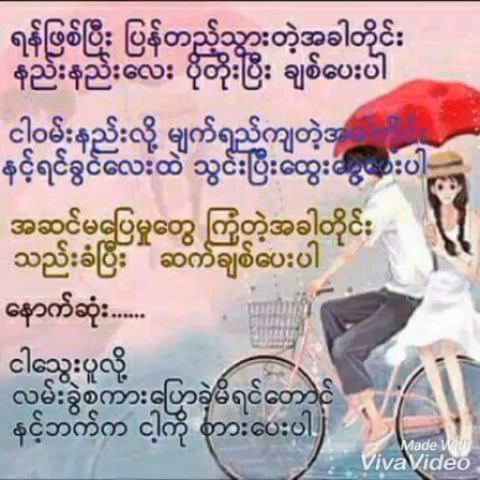 ရန်ဖြစ်ပြီး ပြန်တည့်သွားတဲ့အခါတိုင်း
နည်းနည်းလေး ပိုတိုးပြီး ချစ်ပေးပါ
ငါဝမ်းနည်းလို့ မျက်ရည်ကျတဲ့အခါတိုင်း
နင့်ရင်ခွင်လေးထဲ သွင်းပြီးထွေးပွေ့ပေးပါ
အဆင်မပြေမှုတွေ ကြုံတဲ့အခါတိုင်း
သည်းခံပြီး ဆက်ချစ်ပေးပါ
နောက်ဆုံး......
ငါသွေးပူလို့
လမ်းခွဲစကားပြောခဲ့မိရင်တောင်
နင့်ဘက်က ငါ့ကို တားပေးပါ။
Made With
VivaVideo